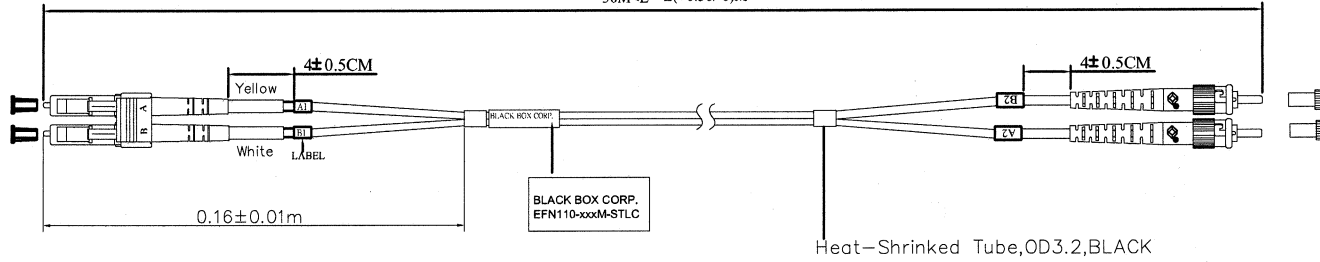 4±0.5CM
4±0.5CM
Yellow
A
A1
B2
BLACK BOX CORP.
B
B1
A2
White
LABEL
BLACK BOX CORP.
EFN110-xxxM-STLC
0.16±0.01m
Heat-Shrinked Tube,OD3.2,BLACK